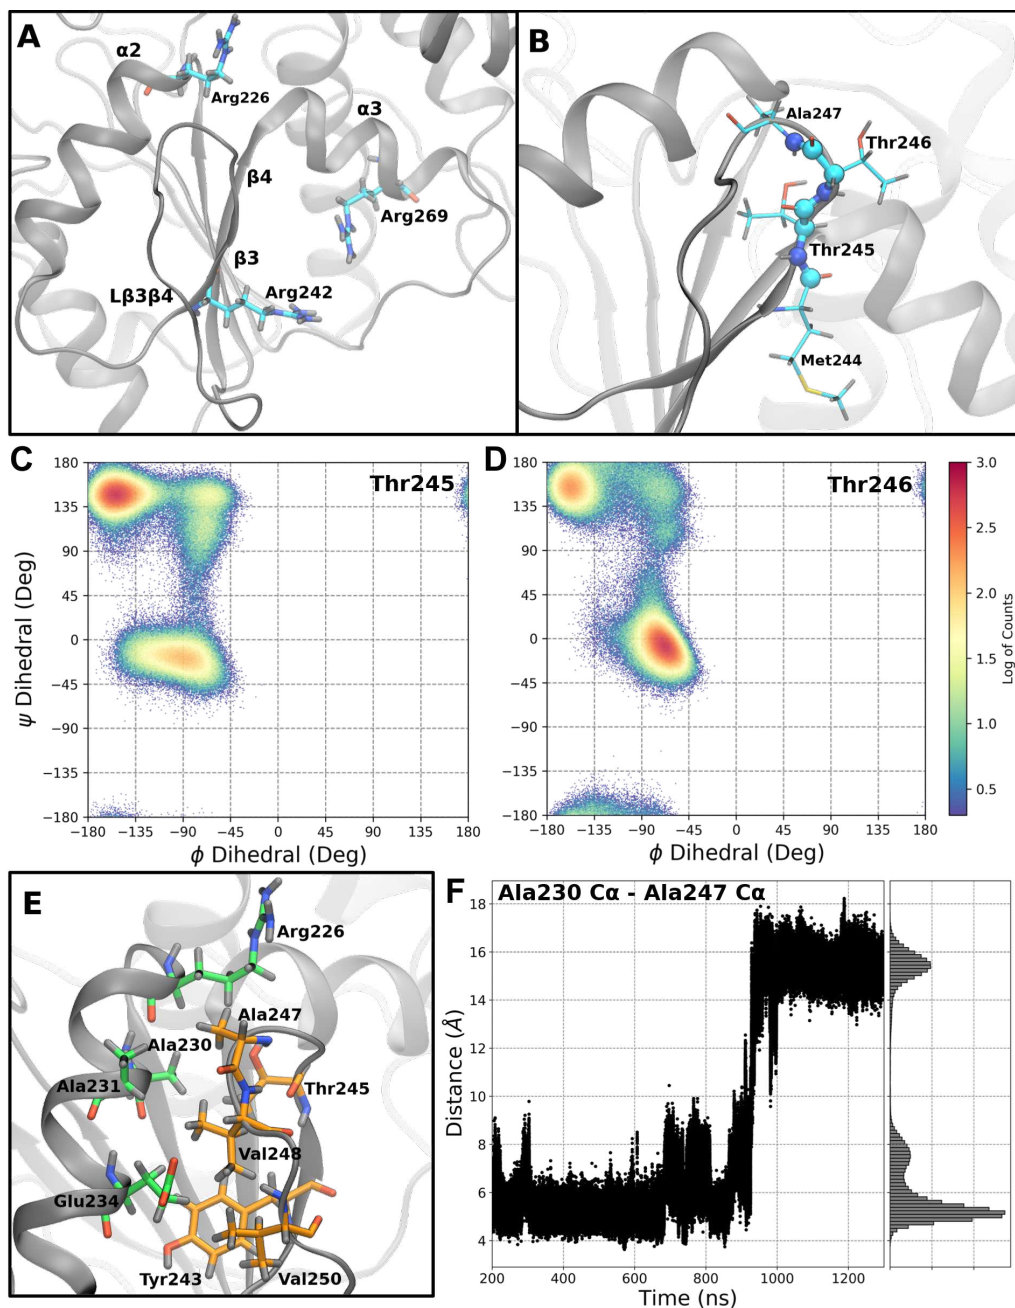 A
α2
Arg226
α3
β4
Arg269
β3
Lβ3β4
Arg242
B
Ala247
Thr246
Thr245
Met244
C
Thr245
180
135
90
45
0
−45
−90
−135
−180
ψ Dihedral (Deg)
−180 −135 −90 −45 0 45 90 135 180
ϕ Dihedral (Deg)
D
Thr246
180
135
90
45
0
−45
−90
−135
−180
−180 −135 −90 −45 0 45 90 135 180
ϕ Dihedral (Deg)
3.0
2.5
2.0
1.5
1.0
0.5
Log of Counts
E
Arg226
Ala247
Ala230
Ala231
Thr245
Val248
Glu234
Tyr243
Val250
F
Ala230 Cα - Ala247 Cα
18
16
14
12
10
8
6
4
Distance (Å)
200 400 600 800 1000 1200
Time (ns)